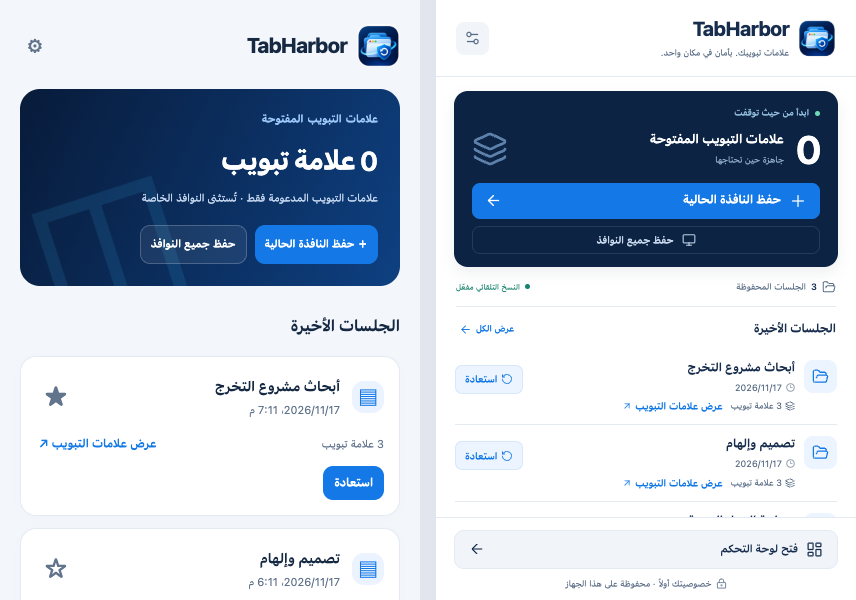 TabHarbor
علامات تبويبك. بأمان في مكان واحد.
ابدأ من حيث توقفت
0
علامات التبويب المفتوحة
جاهزة حين تحتاجها
حفظ النافذة الحالية
حفظ جميع النوافذ
3 الجلسات المحفوظة
النسخ التلقائي مفعّل
الجلسات الأخيرة
عرض الكل
أبحاث مشروع التخرج
2026/11/17
3 علامة تبويب
عرض علامات التبويب
استعادة
تصميم وإلهام
2026/11/17
3 علامة تبويب
عرض علامات التبويب
استعادة
فتح لوحة التحكم
خصوصيتك أولاً · محفوظة على هذا الجهاز
TabHarbor
علامات التبويب المفتوحة
0 علامة تبويب
علامات التبويب المدعومة فقط · تُستثنى النوافذ الخاصة
+ حفظ النافذة الحالية
حفظ جميع النوافذ
الجلسات الأخيرة
أبحاث مشروع التخرج
2026/11/17، 7:11 م
3 علامة تبويب
عرض علامات التبويب
استعادة
تصميم وإلهام
2026/11/17، 6:11 م